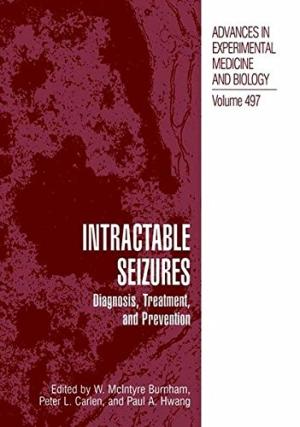 ADVANCES IN
EXPERIMENTAL
MEDICINE
AND BIOLOGY
Volume 497
INTRACTABLE
SEIZURES
Diagnosis, Treatment,
and Prevention
Edited by W. McIntyre Burnham,
Peter L. Carlen, and Paul A. Hwang